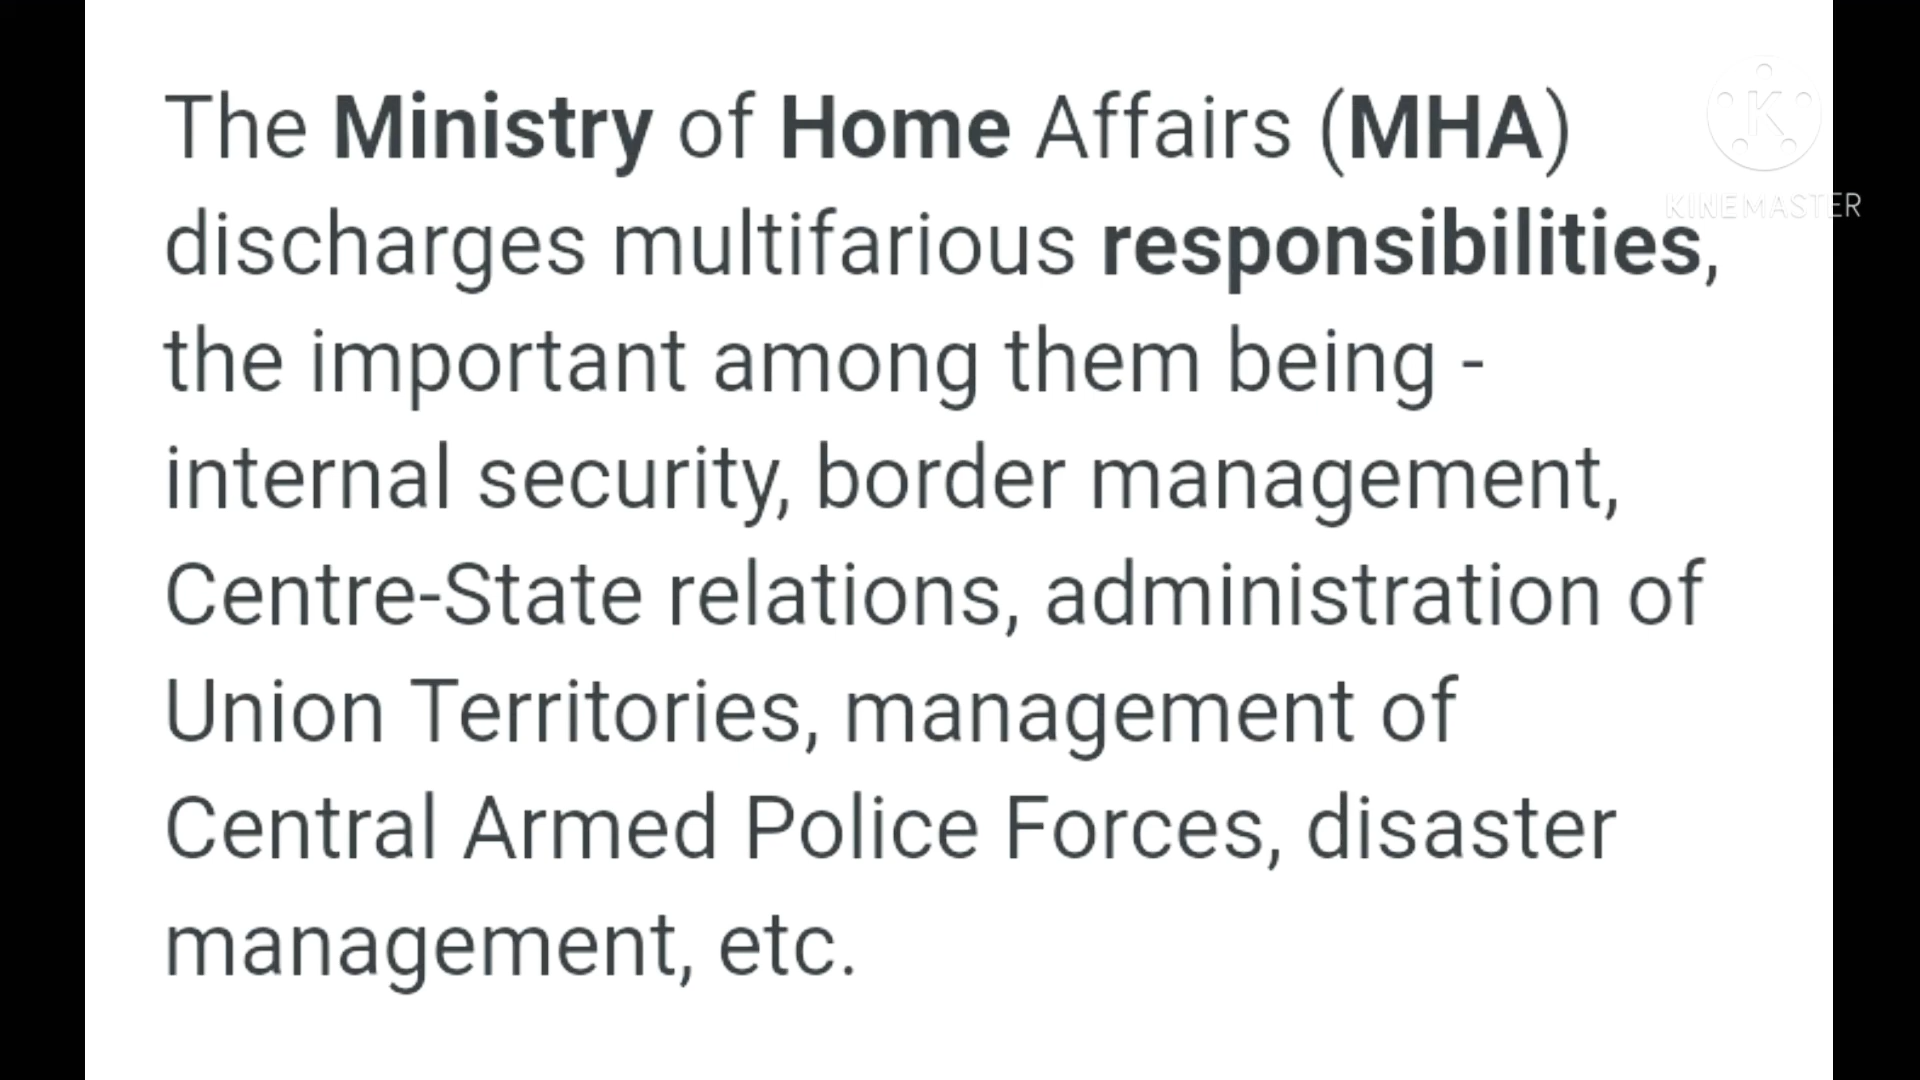 The Ministry of Home Affairs (MHA)
discharges multifarious responsibilities,
the important among them being -
internal security, border management,
Centre-State relations, administration of
Union Territories, management of
Central Armed Police Forces, disaster
management, etc.
K
KINEMASTER